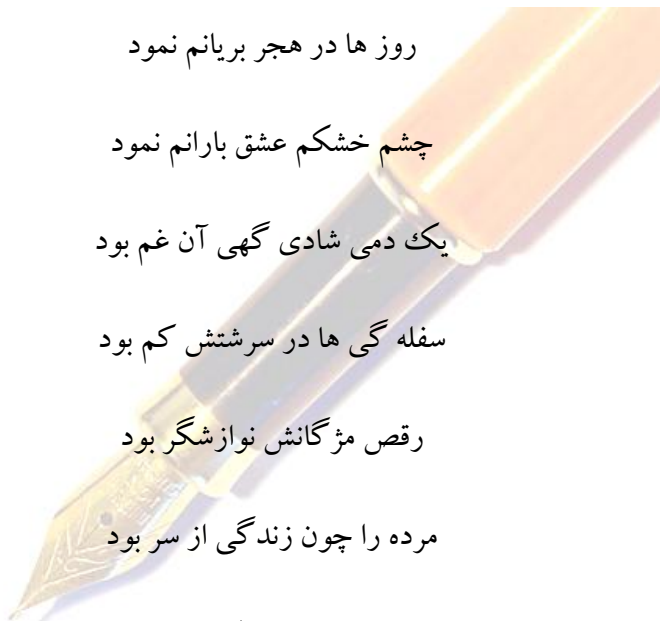 روز ها در هجر بریانم نمود
چشم خشکم عشق بارانم نمود
یک دمی شادی گهی آن غم بود
سفله گی ها در سرشتش کم بود
رقص مژگانش نوازشگر بود
مرده را چون زندگی از سر بود